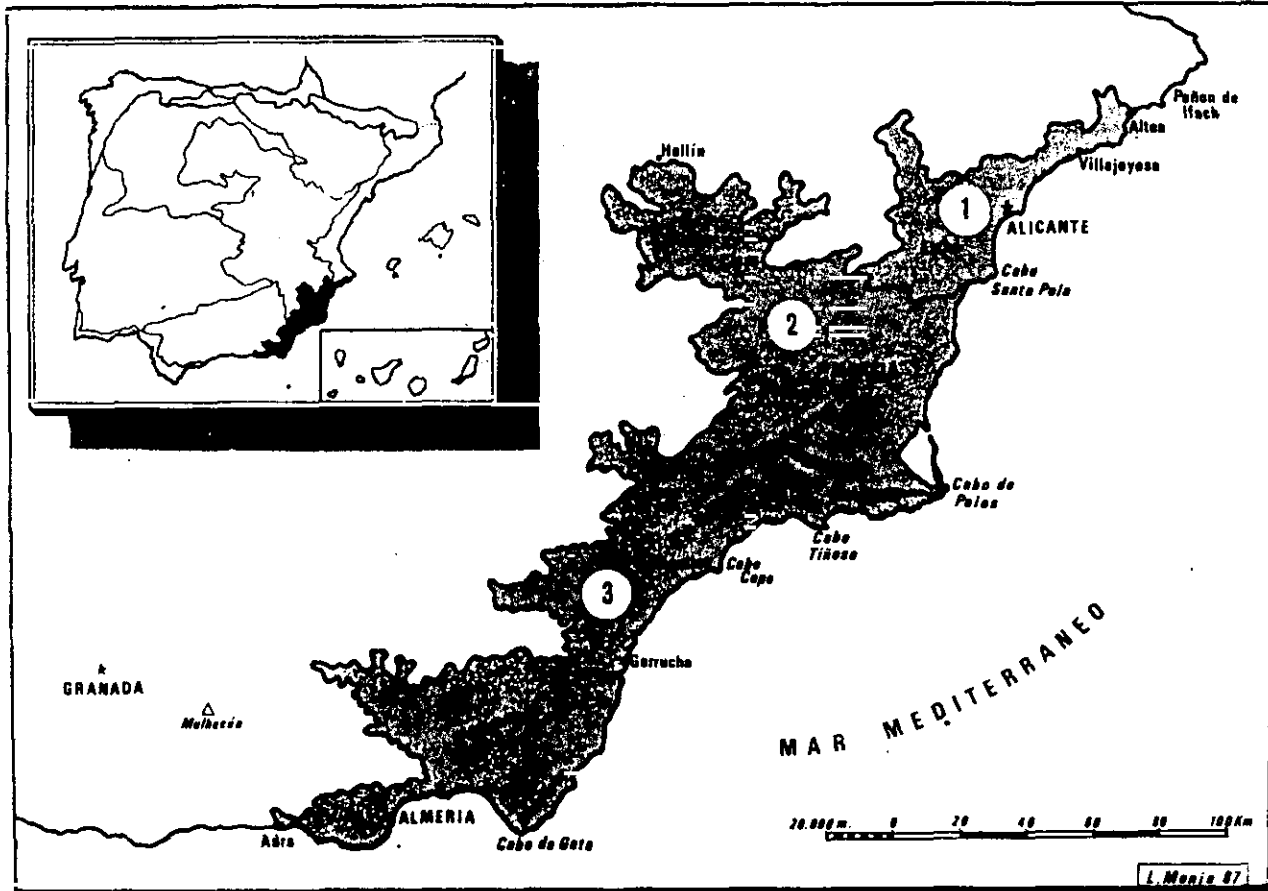 Peñon de
Ifach
Altea
Villajoyosa
Hellín
1
ALICANTE
Cabo
Santa Pola
2
Cabo de
Palos
Cabo
Tiñoso
Cabo
Cope
3
Garrucha
GRANADA
Mulhacén
MAR MEDITERRANEO
ALMERIA
Adra
Cabo de Gata
20.000 m. 0 20 40 60 80 100 Km
L. Monje 87